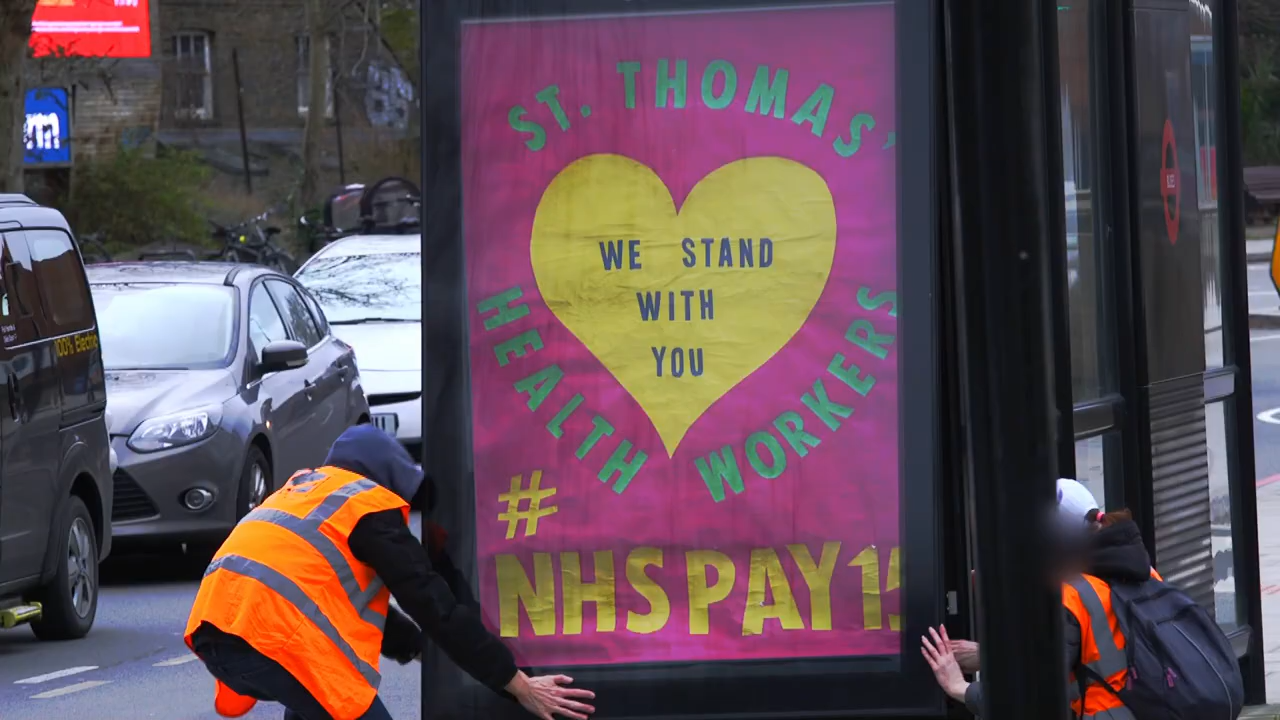 ST. THOMAS'
WE STAND
WITH
YOU
HEALTH WORKERS
#
NHSPAY15
100% Electric